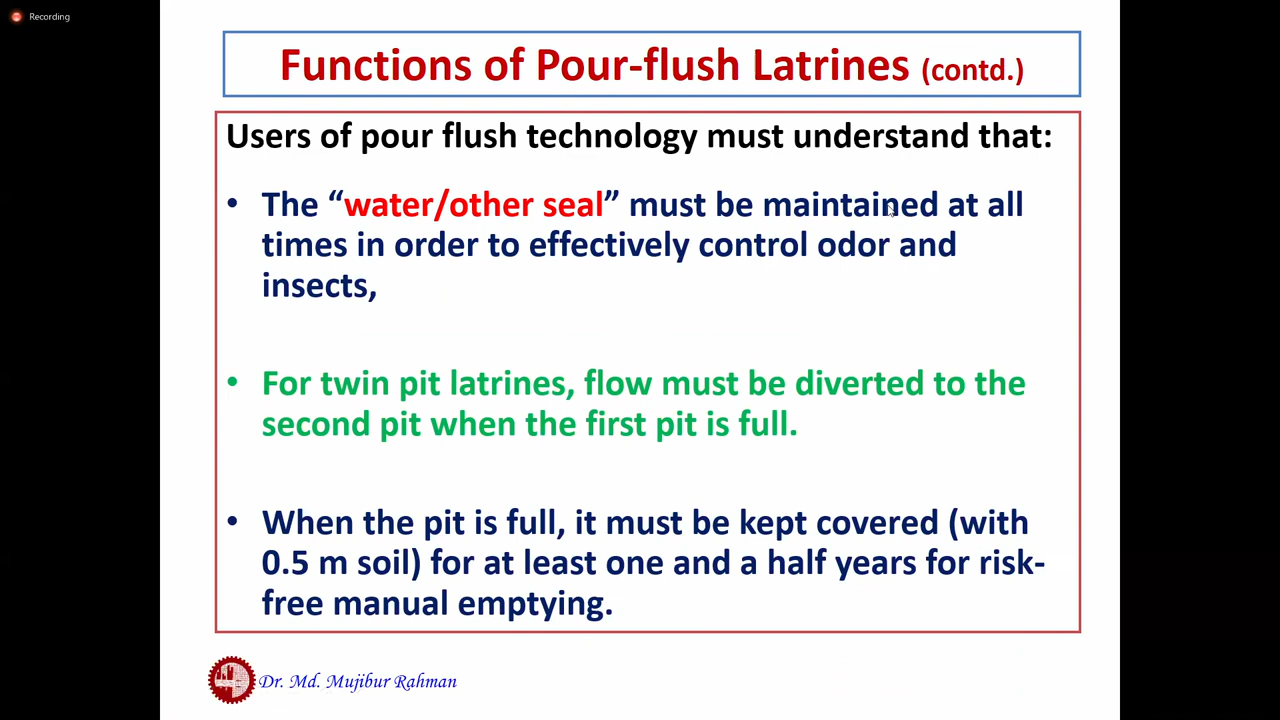 Recording
Functions of Pour-flush Latrines (contd.)
Users of pour flush technology must understand that:
• The “water/other seal” must be maintained at all
times in order to effectively control odor and
insects,
• For twin pit latrines, flow must be diverted to the
second pit when the first pit is full.
• When the pit is full, it must be kept covered (with
0.5 m soil) for at least one and a half years for risk-
free manual emptying.
Dr. Md. Mujibur Rahman